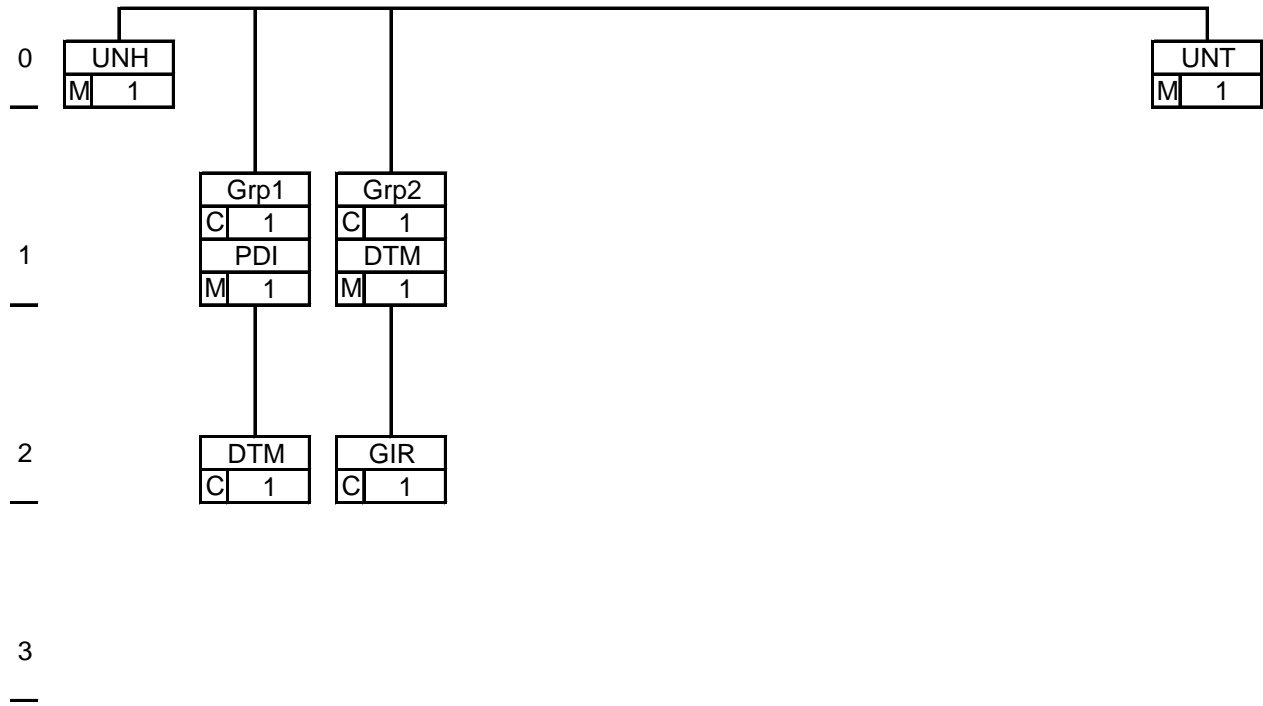 0 UNH UNT
M 1 M 1
Grp1 Grp2
C 1 C 1
1 PDI DTM
M 1 M 1
2 DTM GIR
C 1 C 1
3